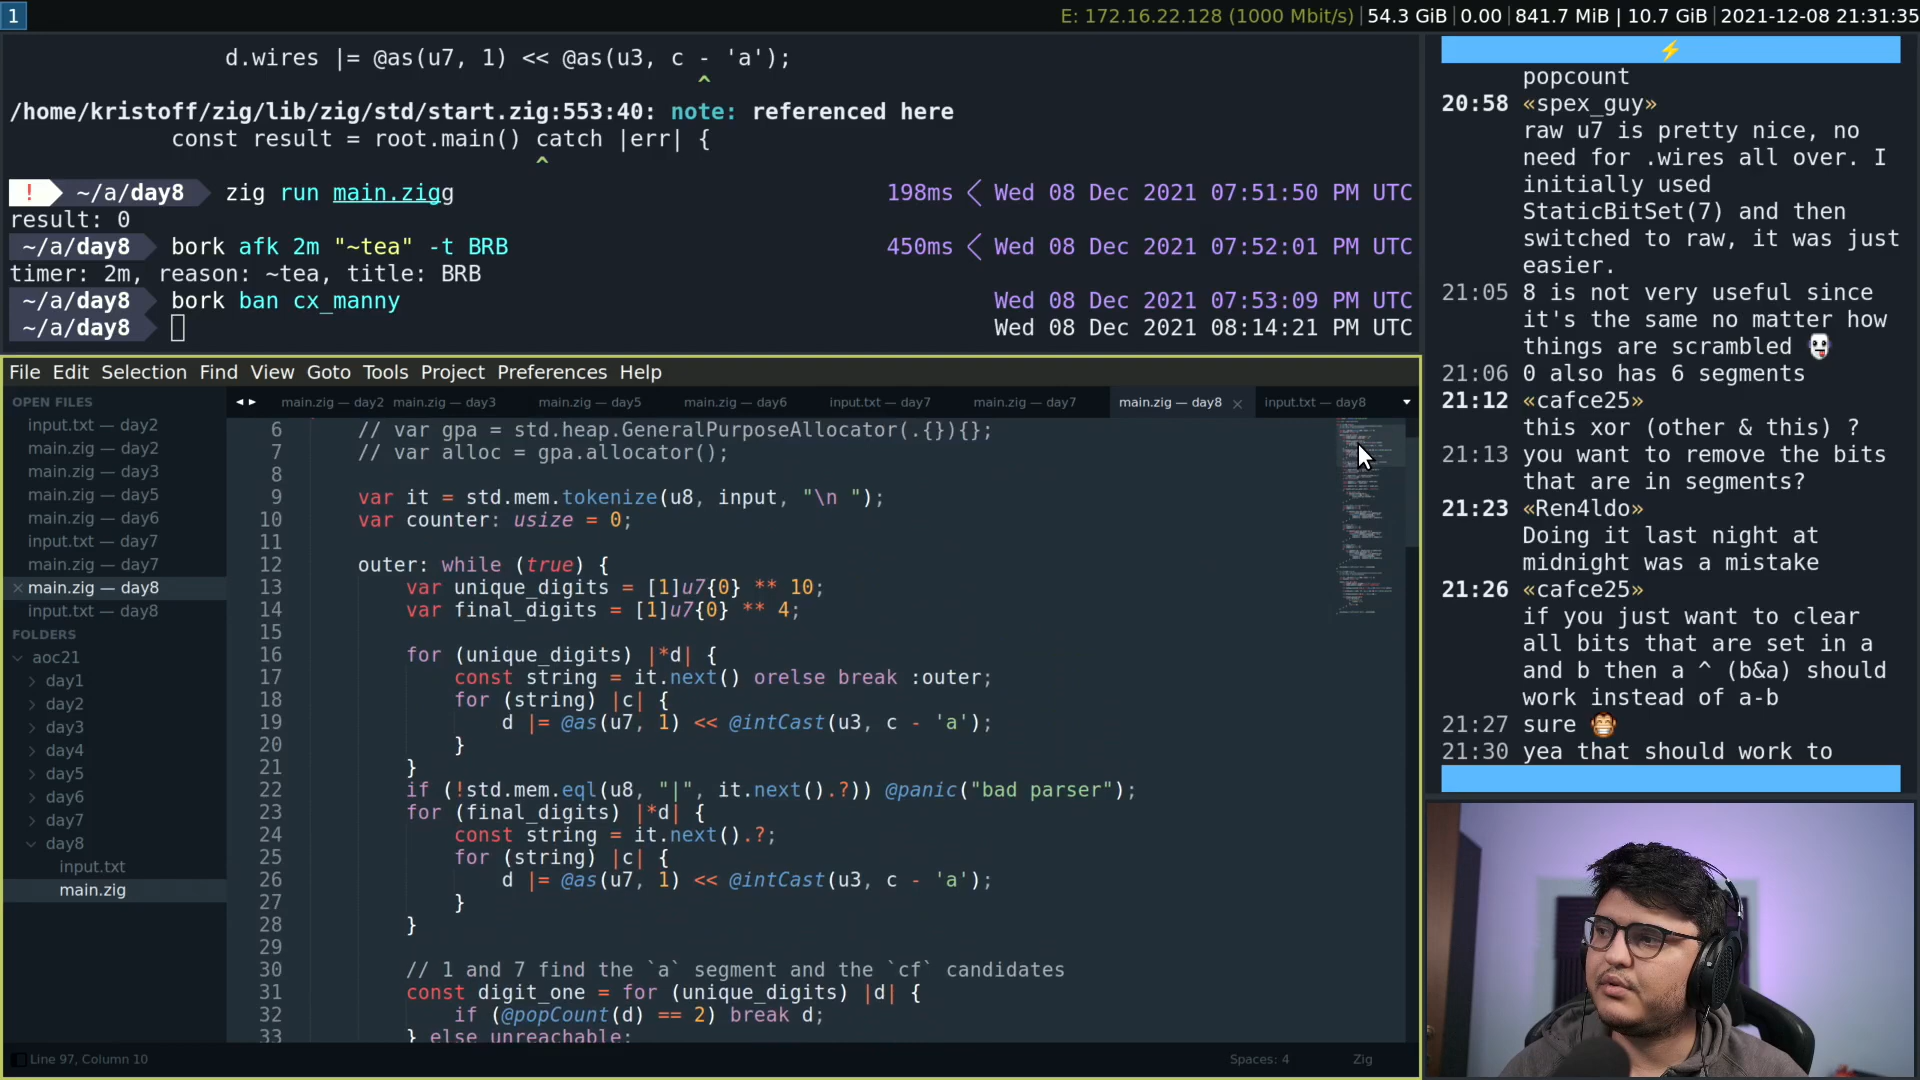 1
E: 172.16.22.128 (1000 Mbit/s) | 54.3 GiB | 0.00 | 841.7 MiB | 10.7 GiB | 2021-12-08 21:31:35
d.wires |= @as(u7, 1) << @as(u3, c - 'a');
^
/home/kristoff/zig/lib/zig/std/start.zig:553:40: note: referenced here
const result = root.main() catch |err| {
^
! ~/a/day8 zig run main.zigg 198ms Wed 08 Dec 2021 07:51:50 PM UTC
result: 0
~/a/day8 bork afk 2m "~tea" -t BRB 450ms Wed 08 Dec 2021 07:52:01 PM UTC
timer: 2m, reason: ~tea, title: BRB
~/a/day8 bork ban cx_manny Wed 08 Dec 2021 07:53:09 PM UTC
~/a/day8 Wed 08 Dec 2021 08:14:21 PM UTC
File Edit Selection Find View Goto Tools Project Preferences Help
OPEN FILES
input.txt — day2
main.zig — day2
main.zig — day3
main.zig — day5
main.zig — day6
input.txt — day7
main.zig — day7
main.zig — day8
input.txt — day8
FOLDERS
aoc21
day1
day2
day3
day4
day5
day6
day7
day8
input.txt
main.zig
main.zig — day2 main.zig — day3 main.zig — day5 main.zig — day6 input.txt — day7 main.zig — day7 main.zig — day8 input.txt — day8
6 // var gpa = std.heap.GeneralPurposeAllocator(.{}){};
7 // var alloc = gpa.allocator();
8
9 var it = std.mem.tokenize(u8, input, "\n ");
10 var counter: usize = 0;
11
12 outer: while (true) {
13 var unique_digits = [1]u7{0} ** 10;
14 var final_digits = [1]u7{0} ** 4;
15
16 for (unique_digits) |*d| {
17 const string = it.next() orelse break :outer;
18 for (string) |c| {
19 d |= @as(u7, 1) << @intCast(u3, c - 'a');
20 }
21 }
22 if (!std.mem.eql(u8, "|", it.next().?)) @panic("bad parser");
23 for (final_digits) |*d| {
24 const string = it.next().?;
25 for (string) |c| {
26 d |= @as(u7, 1) << @intCast(u3, c - 'a');
27 }
28 }
29
30 // 1 and 7 find the `a` segment and the `cf` candidates
31 const digit_one = for (unique_digits) |d| {
32 if (@popCount(d) == 2) break d;
33 } else unreachable;
Line 97, Column 10 Spaces: 4 Zig
popcount
20:58 «spex_guy»
raw u7 is pretty nice, no
need for .wires all over. I
initially used
StaticBitSet(7) and then
switched to raw, it was just
easier.
21:05 8 is not very useful since
it's the same no matter how
things are scrambled
21:06 0 also has 6 segments
21:12 «cafce25»
this xor (other & this) ?
21:13 you want to remove the bits
that are in segments?
21:23 «Ren4ldo»
Doing it last night at
midnight was a mistake
21:26 «cafce25»
if you just want to clear
all bits that are set in a
and b then a ^ (b&a) should
work instead of a-b
21:27 sure
21:30 yea that should work to